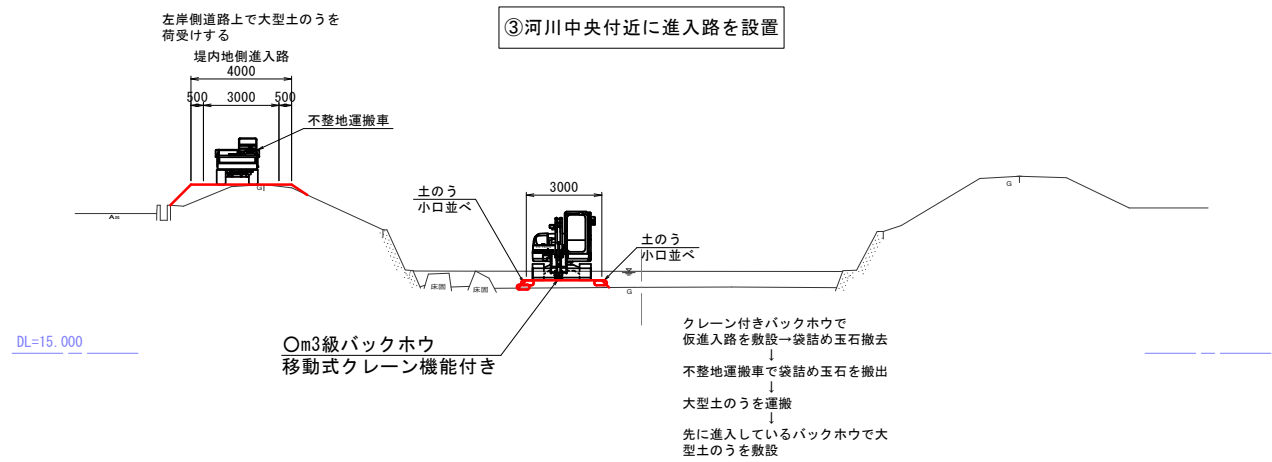 ③河川中央付近に進入路を設置
左岸側道路上で大型土のうを
荷受けする
堤内地側進入路
4000
500 3000 500
不整地運搬車
G
As
土のう
小口並べ
3000
土のう
小口並べ
G
床固 床固
G
DL=15.000
〇m3級バックホウ
移動式クレーン機能付き
クレーン付きバックホウで
仮進入路を敷設→袋詰め玉石撤去
↓
不整地運搬車で袋詰め玉石を搬出
↓
大型土のうを運搬
↓
先に進入しているバックホウで大
型土のうを敷設